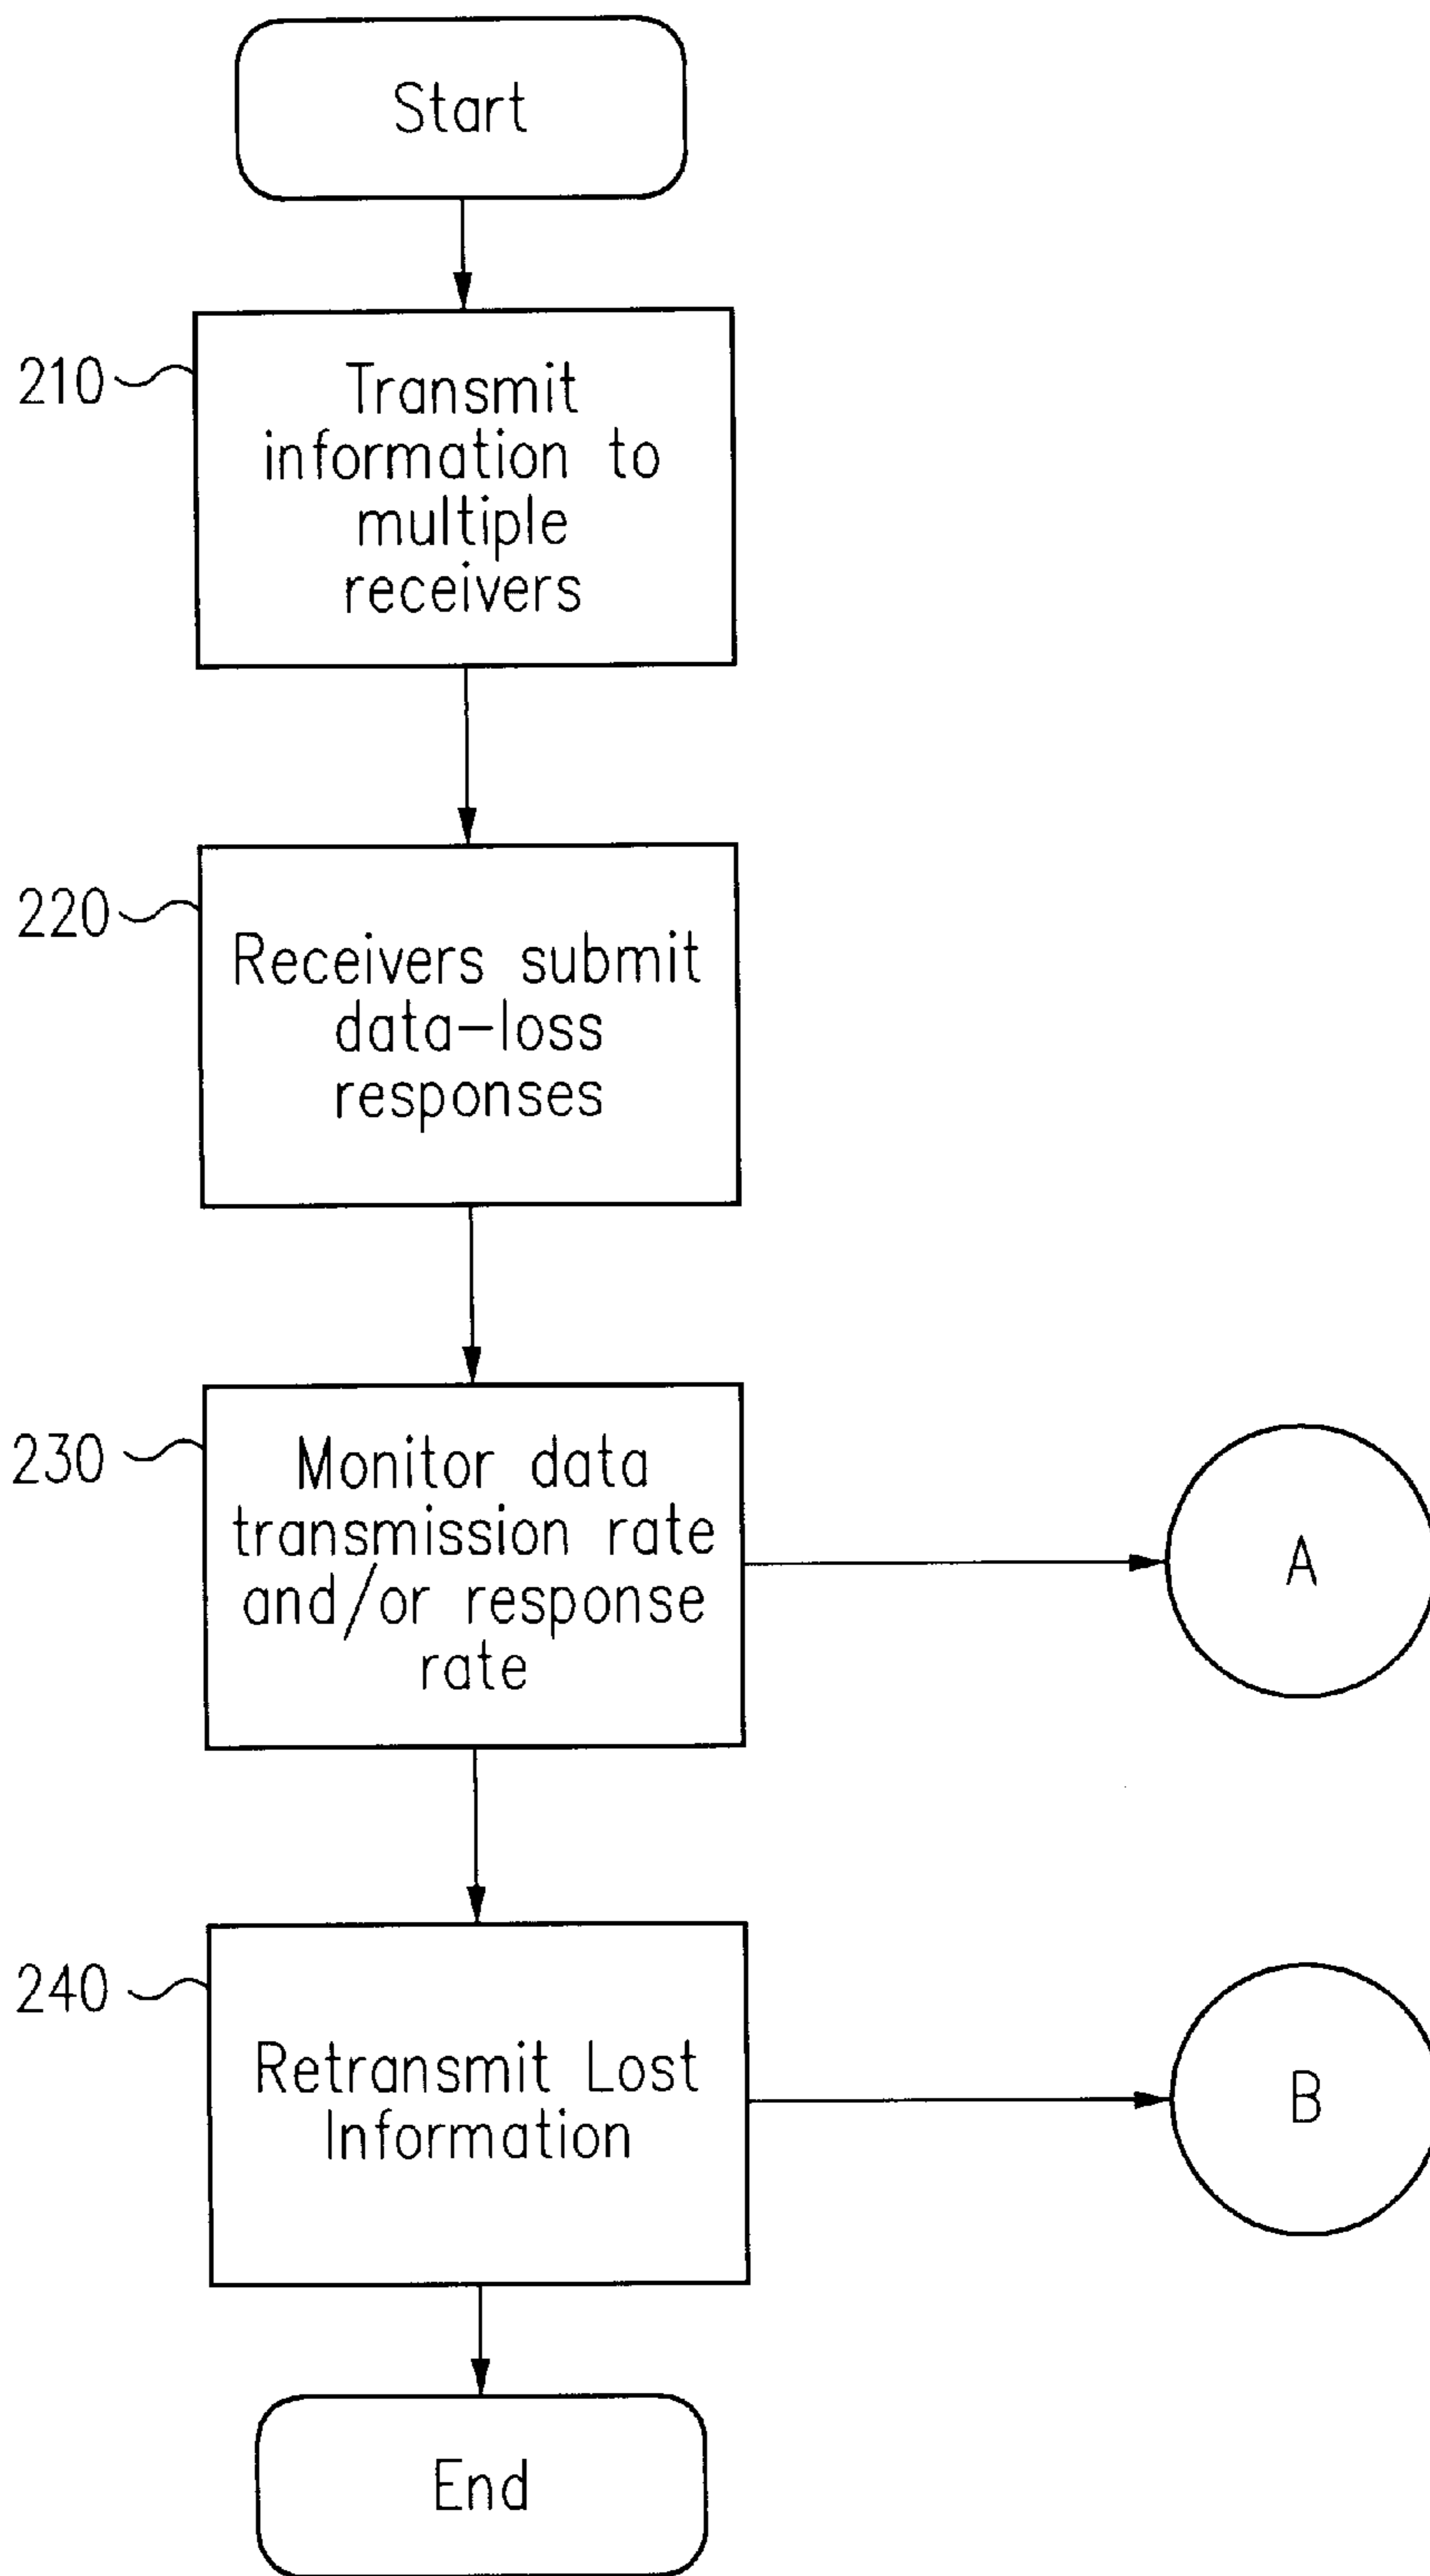 Start
210
Transmit
information to
multiple
receivers
220
Receivers submit
data-loss
responses
230
Monitor data
transmission rate
and/or response
rate
A
240
Retransmit Lost
Information
B
End